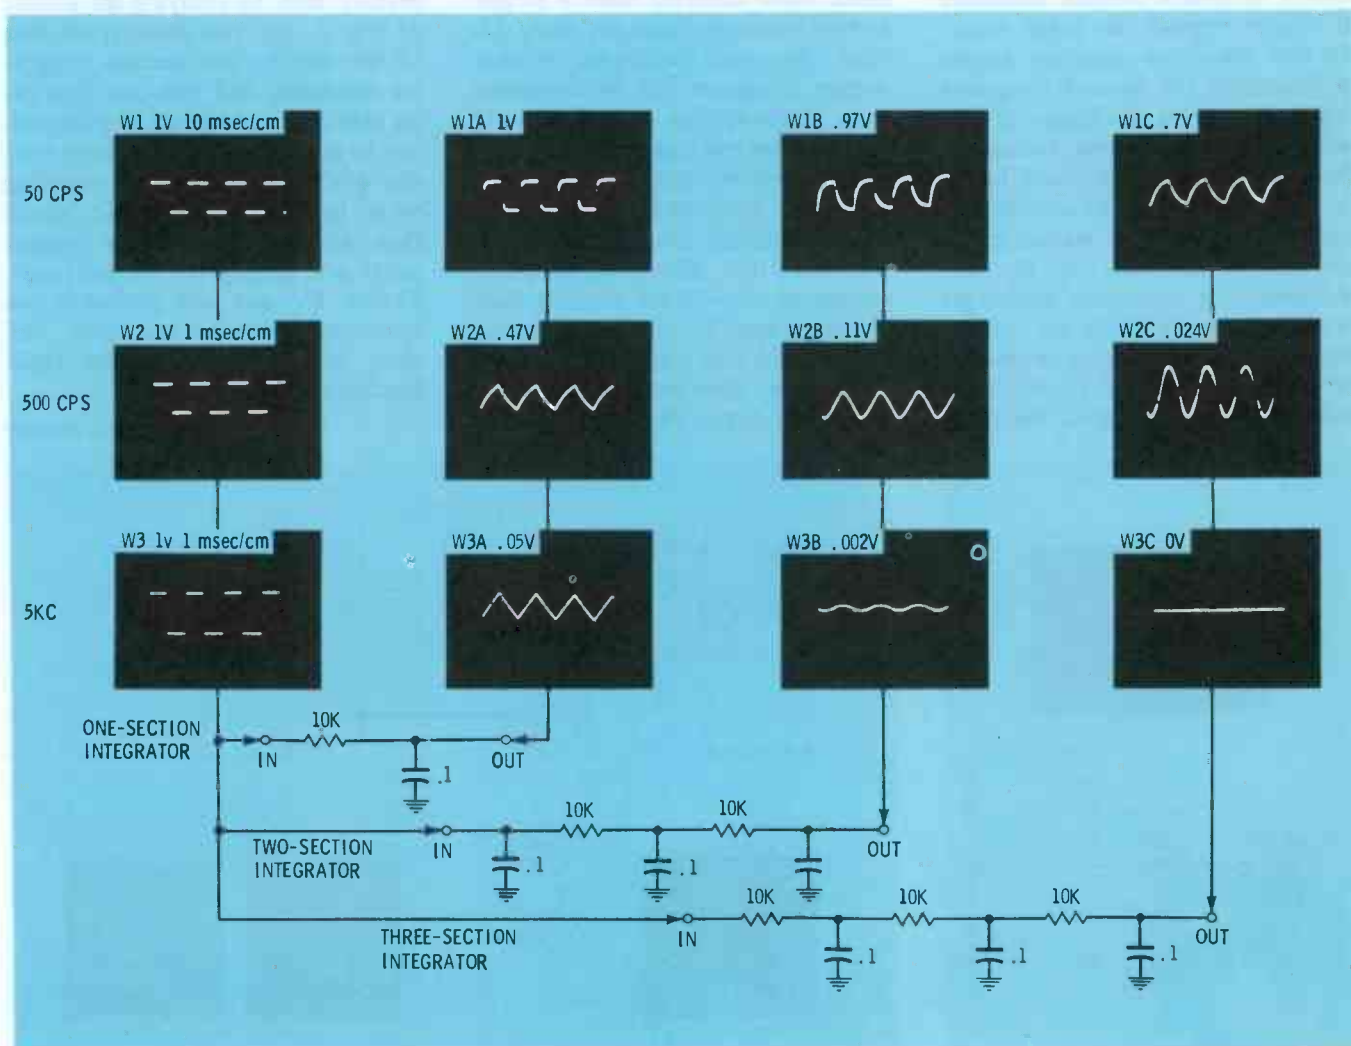 W1 1V 10 msec/cm
W1A 1V
W1B .97V
W1C .7V
50 CPS
W2 1V 1 msec/cm
W2A .47V
W2B .11V
W2C .024V
500 CPS
W3 1v 1 msec/cm
W3A .05V
W3B .002V
W3C 0V
5KC
ONE-SECTION
INTEGRATOR
IN
10K
.1
OUT
TWO-SECTION
INTEGRATOR
IN
.1
10K
.1
10K
OUT
THREE-SECTION
INTEGRATOR
IN
10K
.1
10K
.1
10K
.1
OUT